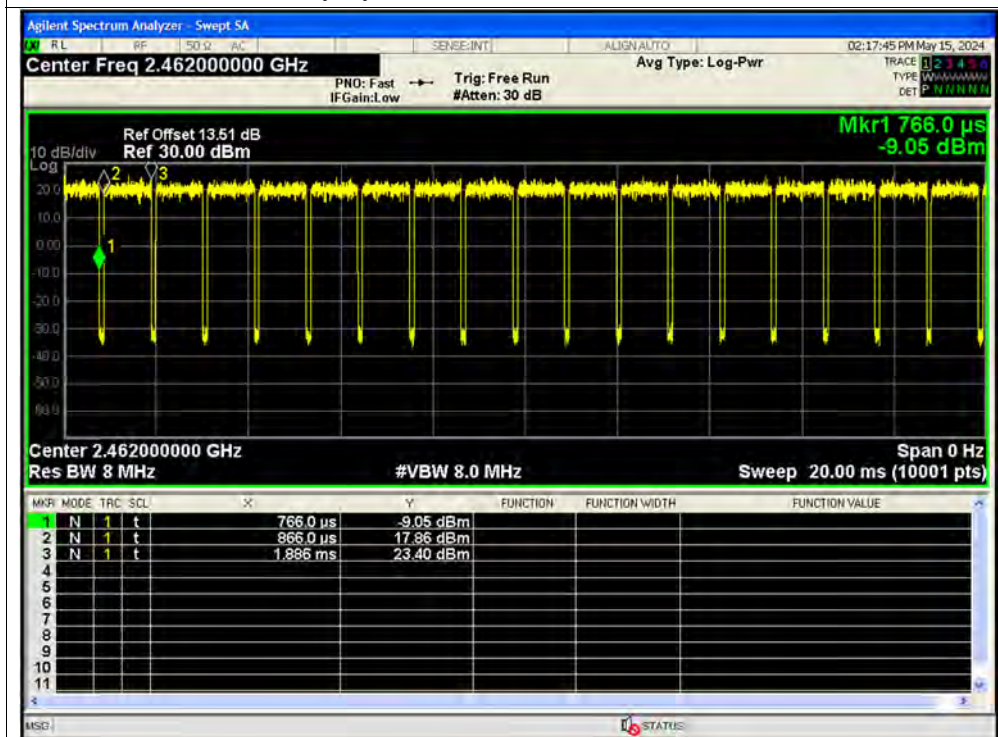 Agilent Spectrum Analyzer - Swept SA
RL RF 50 Ω AC SENSE:INT ALIGN AUTO 02:17:45 PM May 15, 2024
Center Freq 2.462000000 GHz Avg Type: Log-Pwr TRACE 1 2 3 4 5 6
PNO: Fast Trig: Free Run TYPE W
IFGain:Low #Atten: 30 dB DET P N N N N N
Mkr1 766.0 µs
Ref Offset 13.51 dB
10 dB/div Ref 30.00 dBm -9.05 dBm
Log
2 3
20.0
10.0
0.00
1
-10.0
-20.0
-30.0
-40.0
-50.0
-60.0
Center 2.462000000 GHz Span 0 Hz
Res BW 8 MHz #VBW 8.0 MHz Sweep 20.00 ms (10001 pts)
MKR MODE TRC SCL X Y FUNCTION FUNCTION WIDTH FUNCTION VALUE
1 N 1 t 766.0 µs -9.05 dBm
2 N 1 t 866.0 µs 17.86 dBm
3 N 1 t 1.886 ms 23.40 dBm
4
5
6
7
8
9
10
11
MSG STATUS